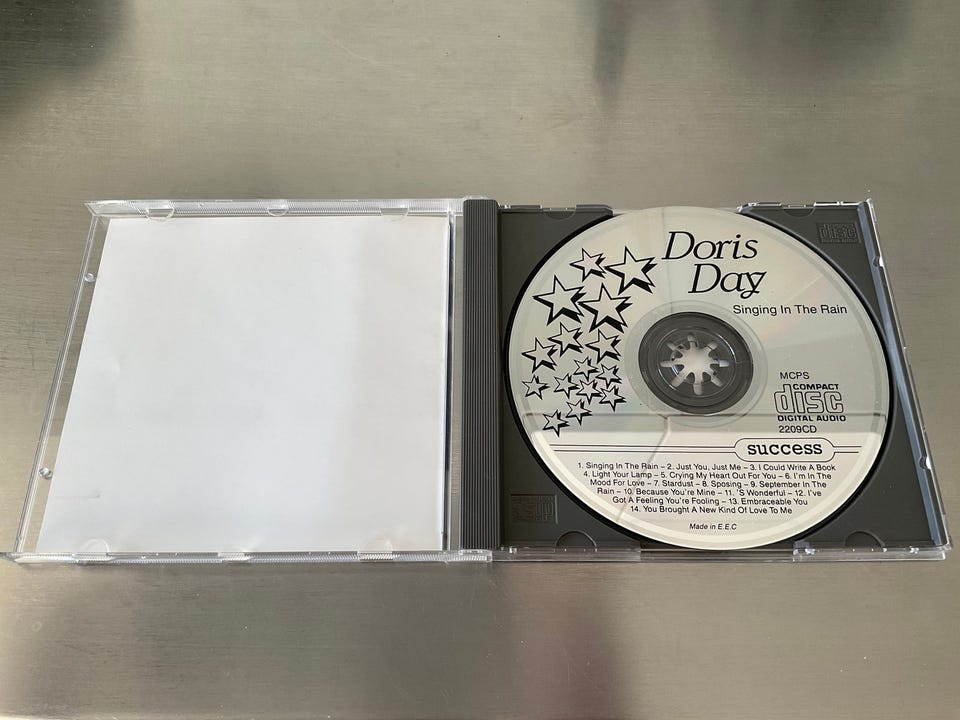 Doris
Day
Singing In The Rain
MCPS
COMPACT
disc
DIGITAL AUDIO
2209CD
success
1. Singing In The Rain – 2. Just You, Just Me – 3. I Could Write A Book
4. Light Your Lamp – 5. Crying My Heart Out For You – 6. I'm In The
Mood For Love – 7. Stardust – 8. Sposing – 9. September In The
Rain – 10. Because You're Mine – 11. 'S Wonderful – 12. I've
Got A Feeling You're Fooling – 13. Embraceable You
14. You Brought A New Kind Of Love To Me
Made in E.E.C
disc